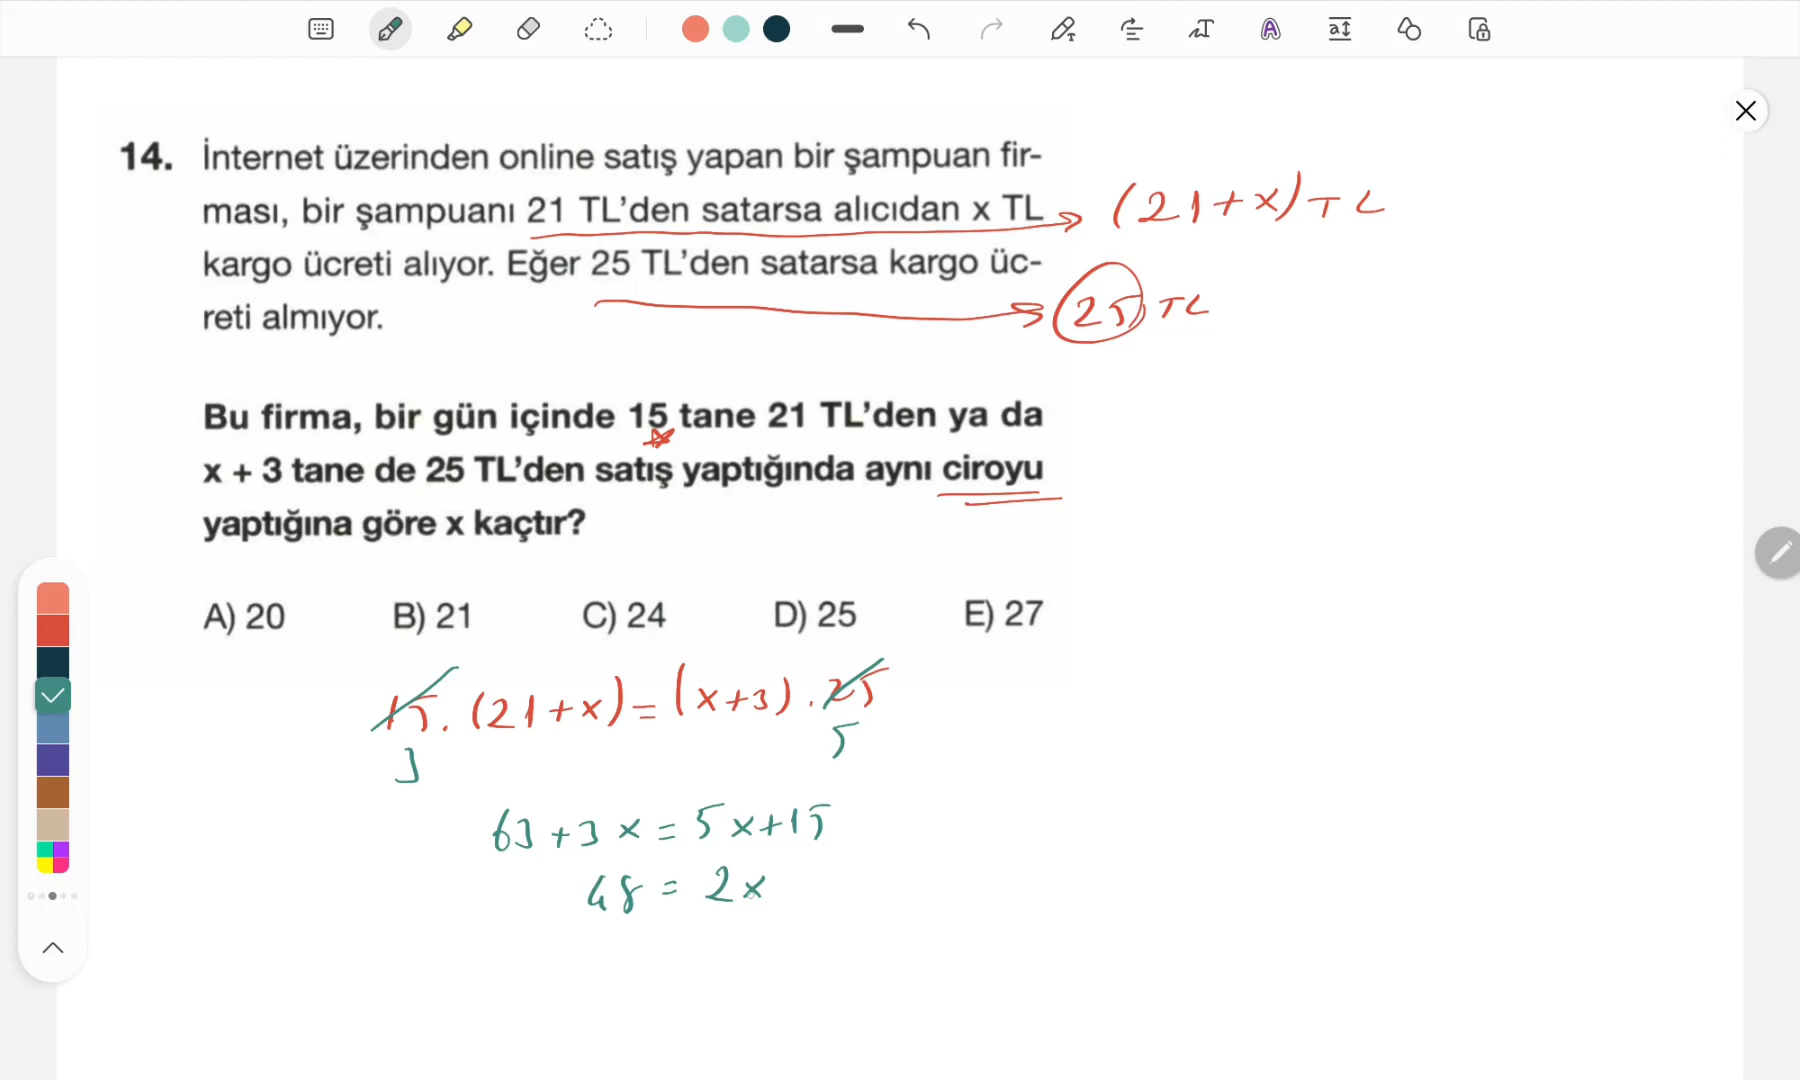 14. İnternet üzerinden online satış yapan bir şampuan fir-
ması, bir şampuanı 21 TL'den satarsa alıcıdan x TL
(21+x) TL
kargo ücreti alıyor. Eğer 25 TL'den satarsa kargo üc-
reti almıyor.
25 TL
Bu firma, bir gün içinde 15 tane 21 TL'den ya da
x + 3 tane de 25 TL'den satış yaptığında aynı ciroyu
yaptığına göre x kaçtır?
A) 20 B) 21 C) 24 D) 25 E) 27
15 . (21+x) = (x+3) . 25
3 5
63 + 3x = 5x+15
48 = 2x